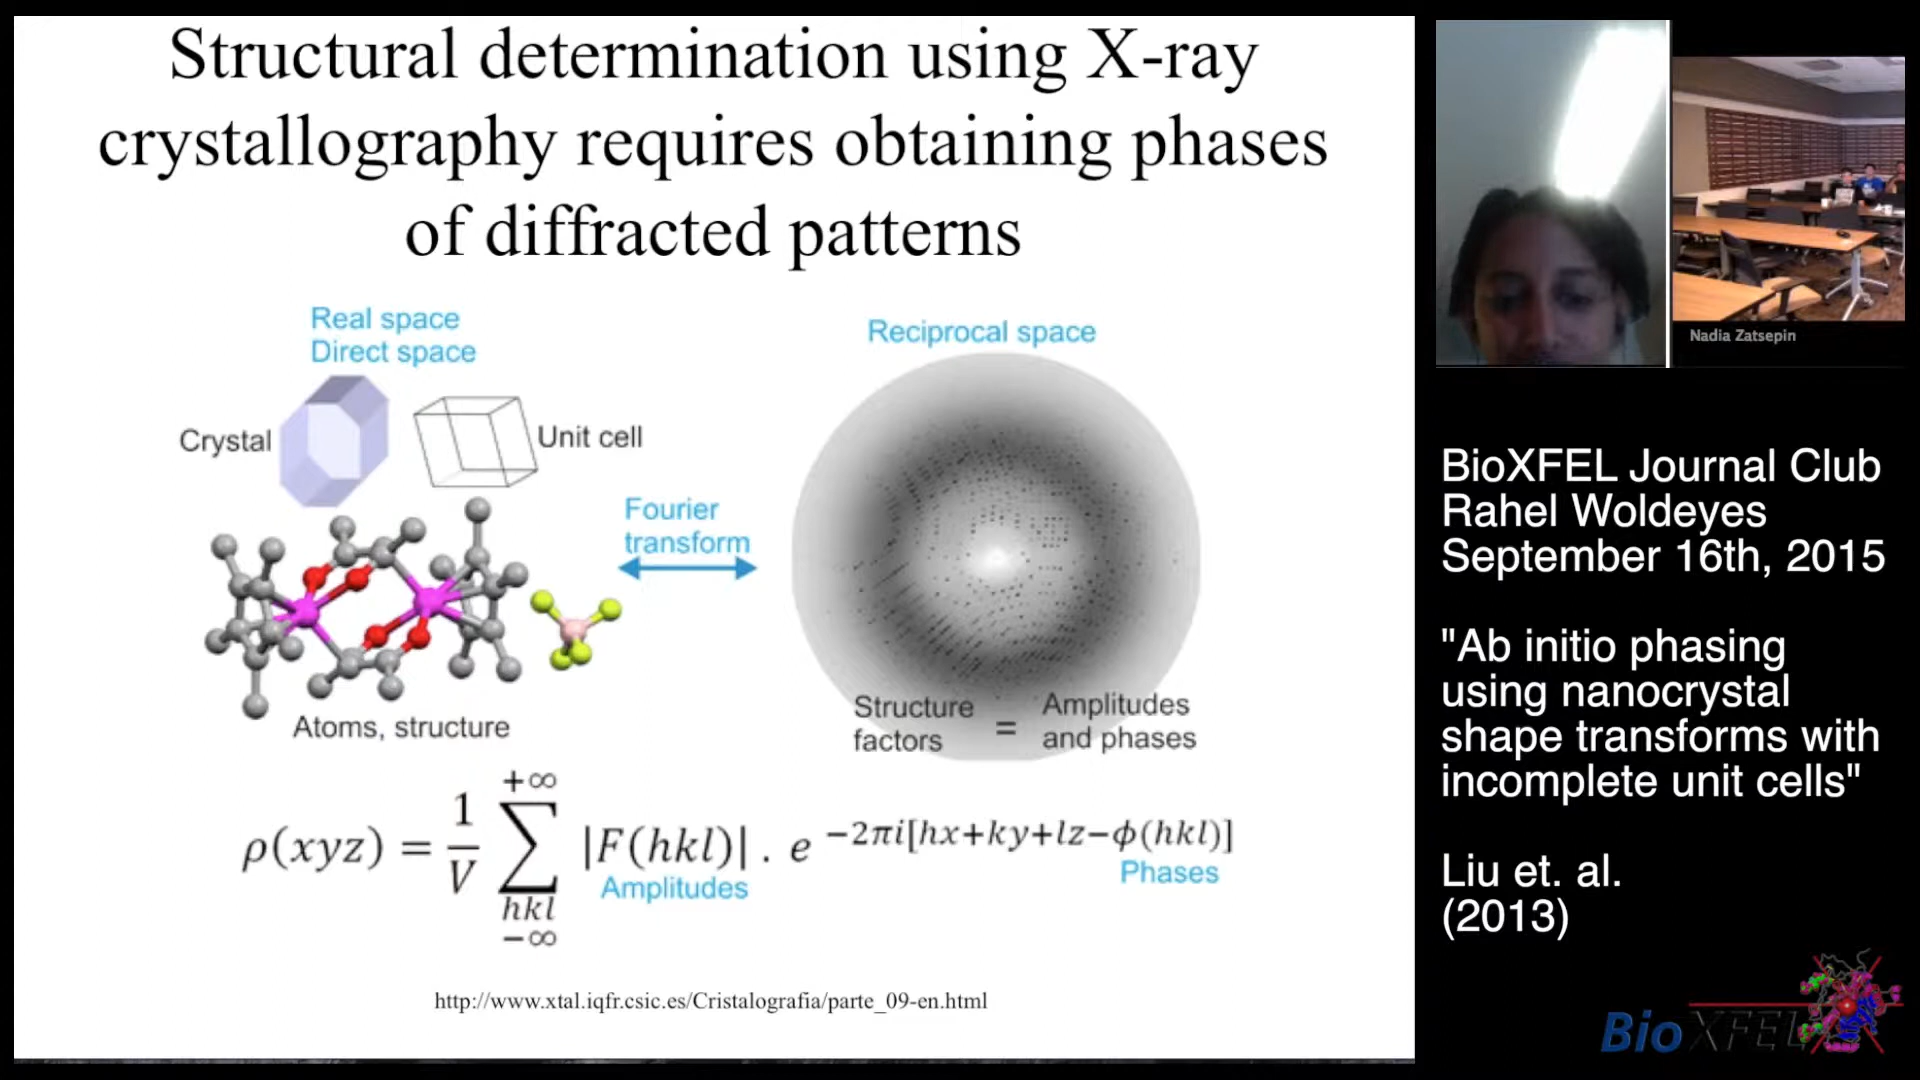 Structural determination using X-ray
crystallography requires obtaining phases
of diffracted patterns
Real space
Direct space
Reciprocal space
Crystal
Unit cell
Fourier
transform
Atoms, structure
Structure
factors
=
Amplitudes
and phases
ρ(xyz) = 1/V ∑ +∞ hkl −∞ |F(hkl)| . e −2πi[hx+ky+lz−ϕ(hkl)]
Amplitudes
Phases
http://www.xtal.iqfr.csic.es/Cristalografia/parte_09-en.html
Nadia Zatsepin
BioXFEL Journal Club
Rahel Woldeyes
September 16th, 2015
"Ab initio phasing
using nanocrystal
shape transforms with
incomplete unit cells"
Liu et. al.
(2013)
BioXFEL